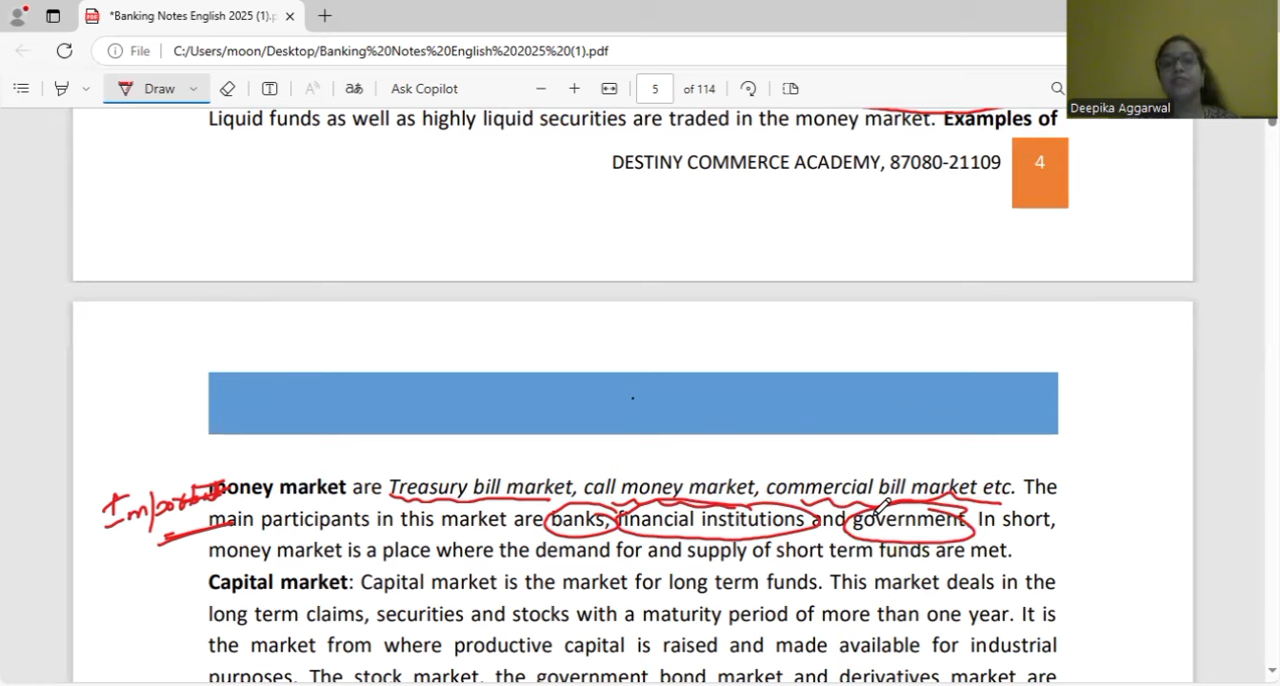 *Banking Notes English 2025 (1).p
File C:/Users/moon/Desktop/Banking%20Notes%20English%202025%20(1).pdf
Draw Ask Copilot 5 of 114
Deepika Aggarwal
Liquid funds as well as highly liquid securities are traded in the money market. Examples of
DESTINY COMMERCE ACADEMY, 87080-21109 4
money market are Treasury bill market, call money market, commercial bill market etc. The
Important
main participants in this market are banks, financial institutions and government. In short,
money market is a place where the demand for and supply of short term funds are met.
Capital market: Capital market is the market for long term funds. This market deals in the
long term claims, securities and stocks with a maturity period of more than one year. It is
the market from where productive capital is raised and made available for industrial
purposes. The stock market, the government bond market and derivatives market are